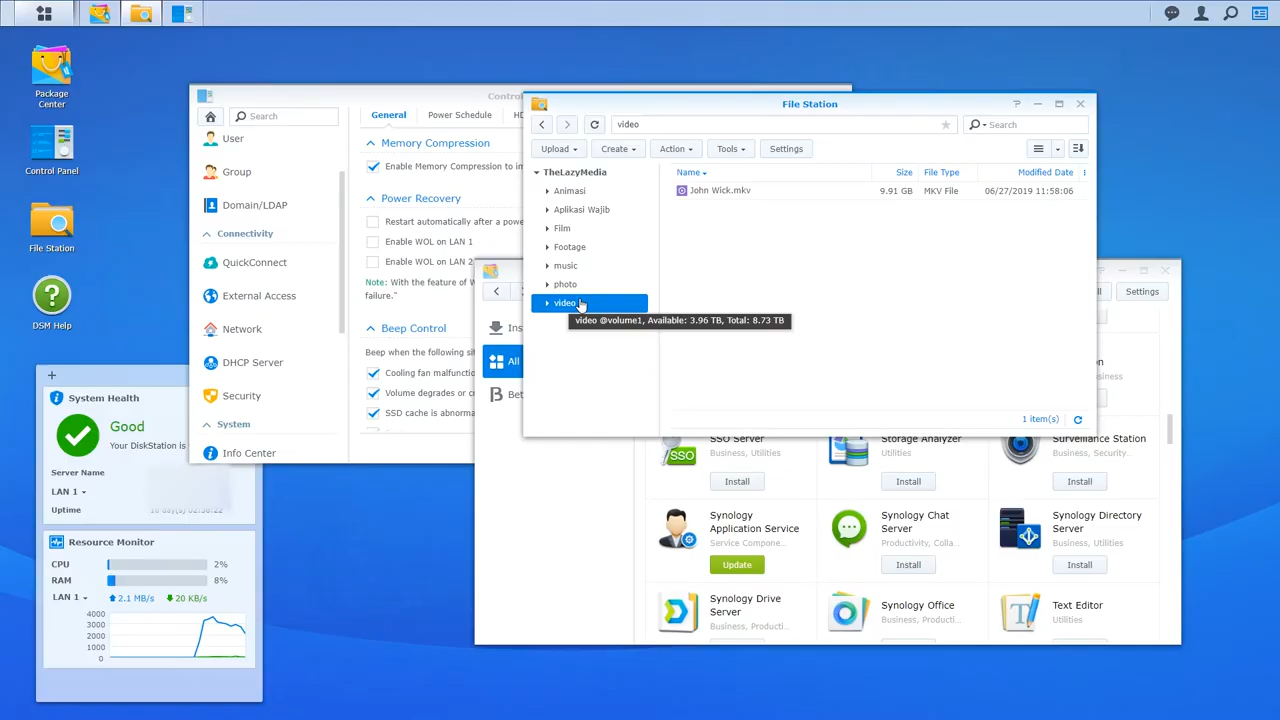 Package
Center
Control Panel
File Station
DSM Help
Control
Search
User
Group
Domain/LDAP
Connectivity
QuickConnect
External Access
Network
DHCP Server
Security
System
Info Center
General
Power Schedule
Memory Compression
Enable Memory Compression to im
Power Recovery
Restart automatically after a powe
Enable WOL on LAN 1
Enable WOL on LAN 2
Note: With the feature of W
failure."
Beep Control
Beep when the following si
Cooling fan malfuncti
Volume degrades or cr
SSD cache is abnorma
File Station
video
Search
Upload
Create
Action
Tools
Settings
TheLazyMedia
Animasi
Aplikasi Wajib
Film
Footage
music
photo
video
video @volume1, Available: 3.96 TB, Total: 8.73 TB
Name
Size
File Type
Modified Date
John Wick.mkv
9.91 GB
MKV File
06/27/2019 11:58:06
1 item(s)
Settings
Ins
All
Bet
SSO Server
Business, Utilities
Install
Storage Analyzer
Utilities
Install
Surveillance Station
Business, Security...
Install
Synology
Application Service
Service Compone...
Update
Synology Chat
Server
Productivity, Colla...
Install
Synology Directory
Server
Business, Utilities
Install
Synology Drive
Server
Business, Producti...
Synology Office
Business, Producti...
Text Editor
Utilities
System Health
Good
Your DiskStation is
Server Name
LAN 1
Uptime
Resource Monitor
CPU
2%
RAM
8%
LAN 1
2.1 MB/s
20 KB/s
4000
3000
2000
1000
0